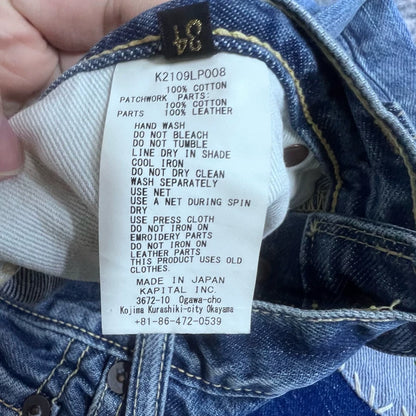 34
31
K2109LP008
100% COTTON
PATCHWORK PARTS:
100% COTTON
PARTS 100% LEATHER
HAND WASH
DO NOT BLEACH
DO NOT TUMBLE
LINE DRY IN SHADE
COOL IRON
DO NOT DRY CLEAN
WASH SEPARATELY
USE NET
USE A NET DURING SPIN
DRY
USE PRESS CLOTH
DO NOT IRON ON
EMROIDERY PARTS
DO NOT IRON ON
LEATHER PARTS
THIS PRODUCT USES OLD
CLOTHES.
MADE IN JAPAN
KAPITAL INC.
3672-10 Ogawa-cho
Kojima Kurashiki-city Okayama
+81-86-472-0539